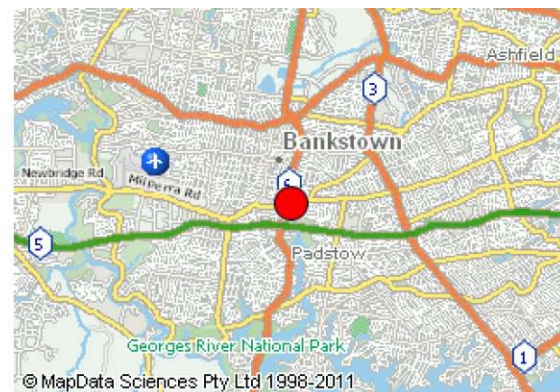 Ashfield
3
Bankstown
Newbridge Rd
Milperra Rd
5
Padstow
Georges River National Park
1
© MapData Sciences Pty Ltd 1998-2011